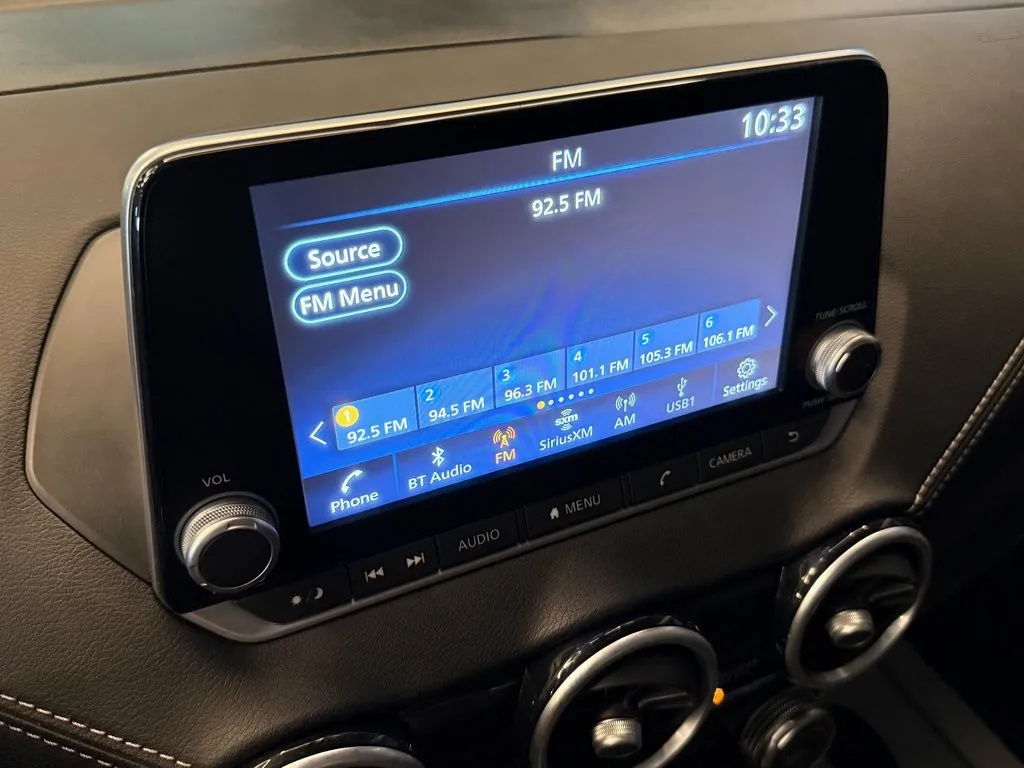 10:33
FM
92.5 FM
Source
FM Menu
1 92.5 FM
2 94.5 FM
3 96.3 FM
4 101.1 FM
5 105.3 FM
6 106.1 FM
Phone
BT Audio
FM
sxm
SiriusXM
AM
USB1
Settings
VOL
TUNE·SCROLL
AUDIO
MENU
CAMERA